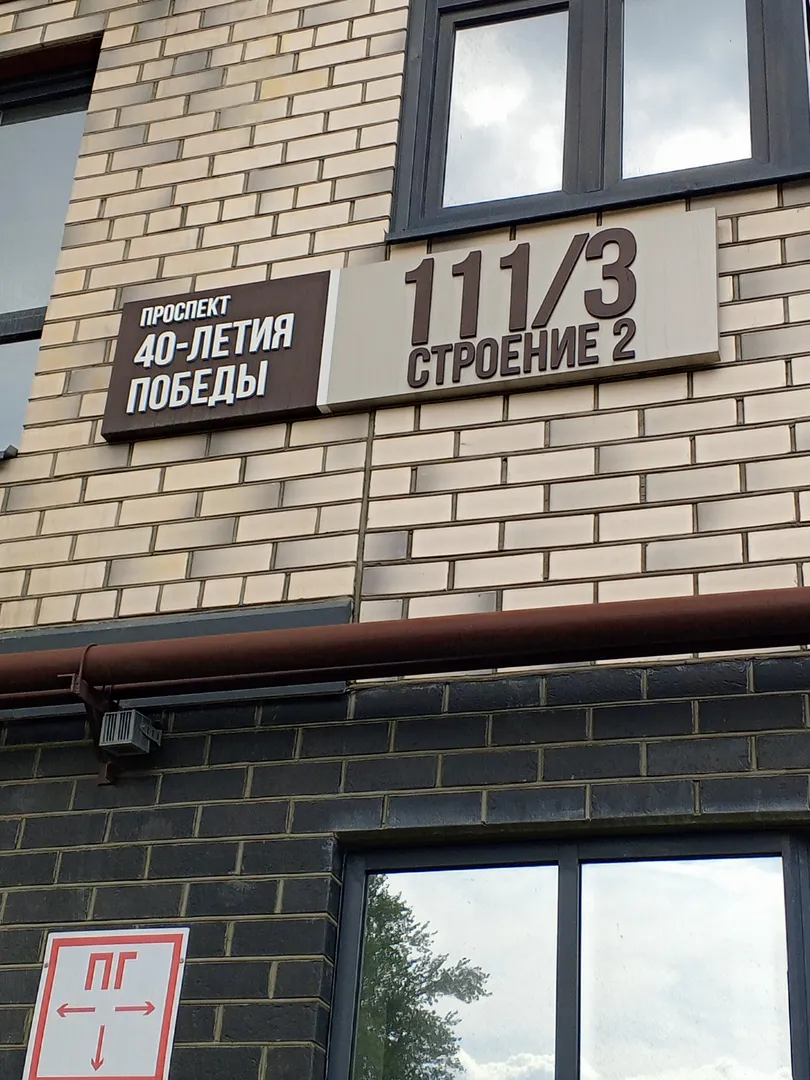 ПРОСПЕКТ
40-ЛЕТИЯ
ПОБЕДЫ
111/3
СТРОЕНИЕ 2
ПГ